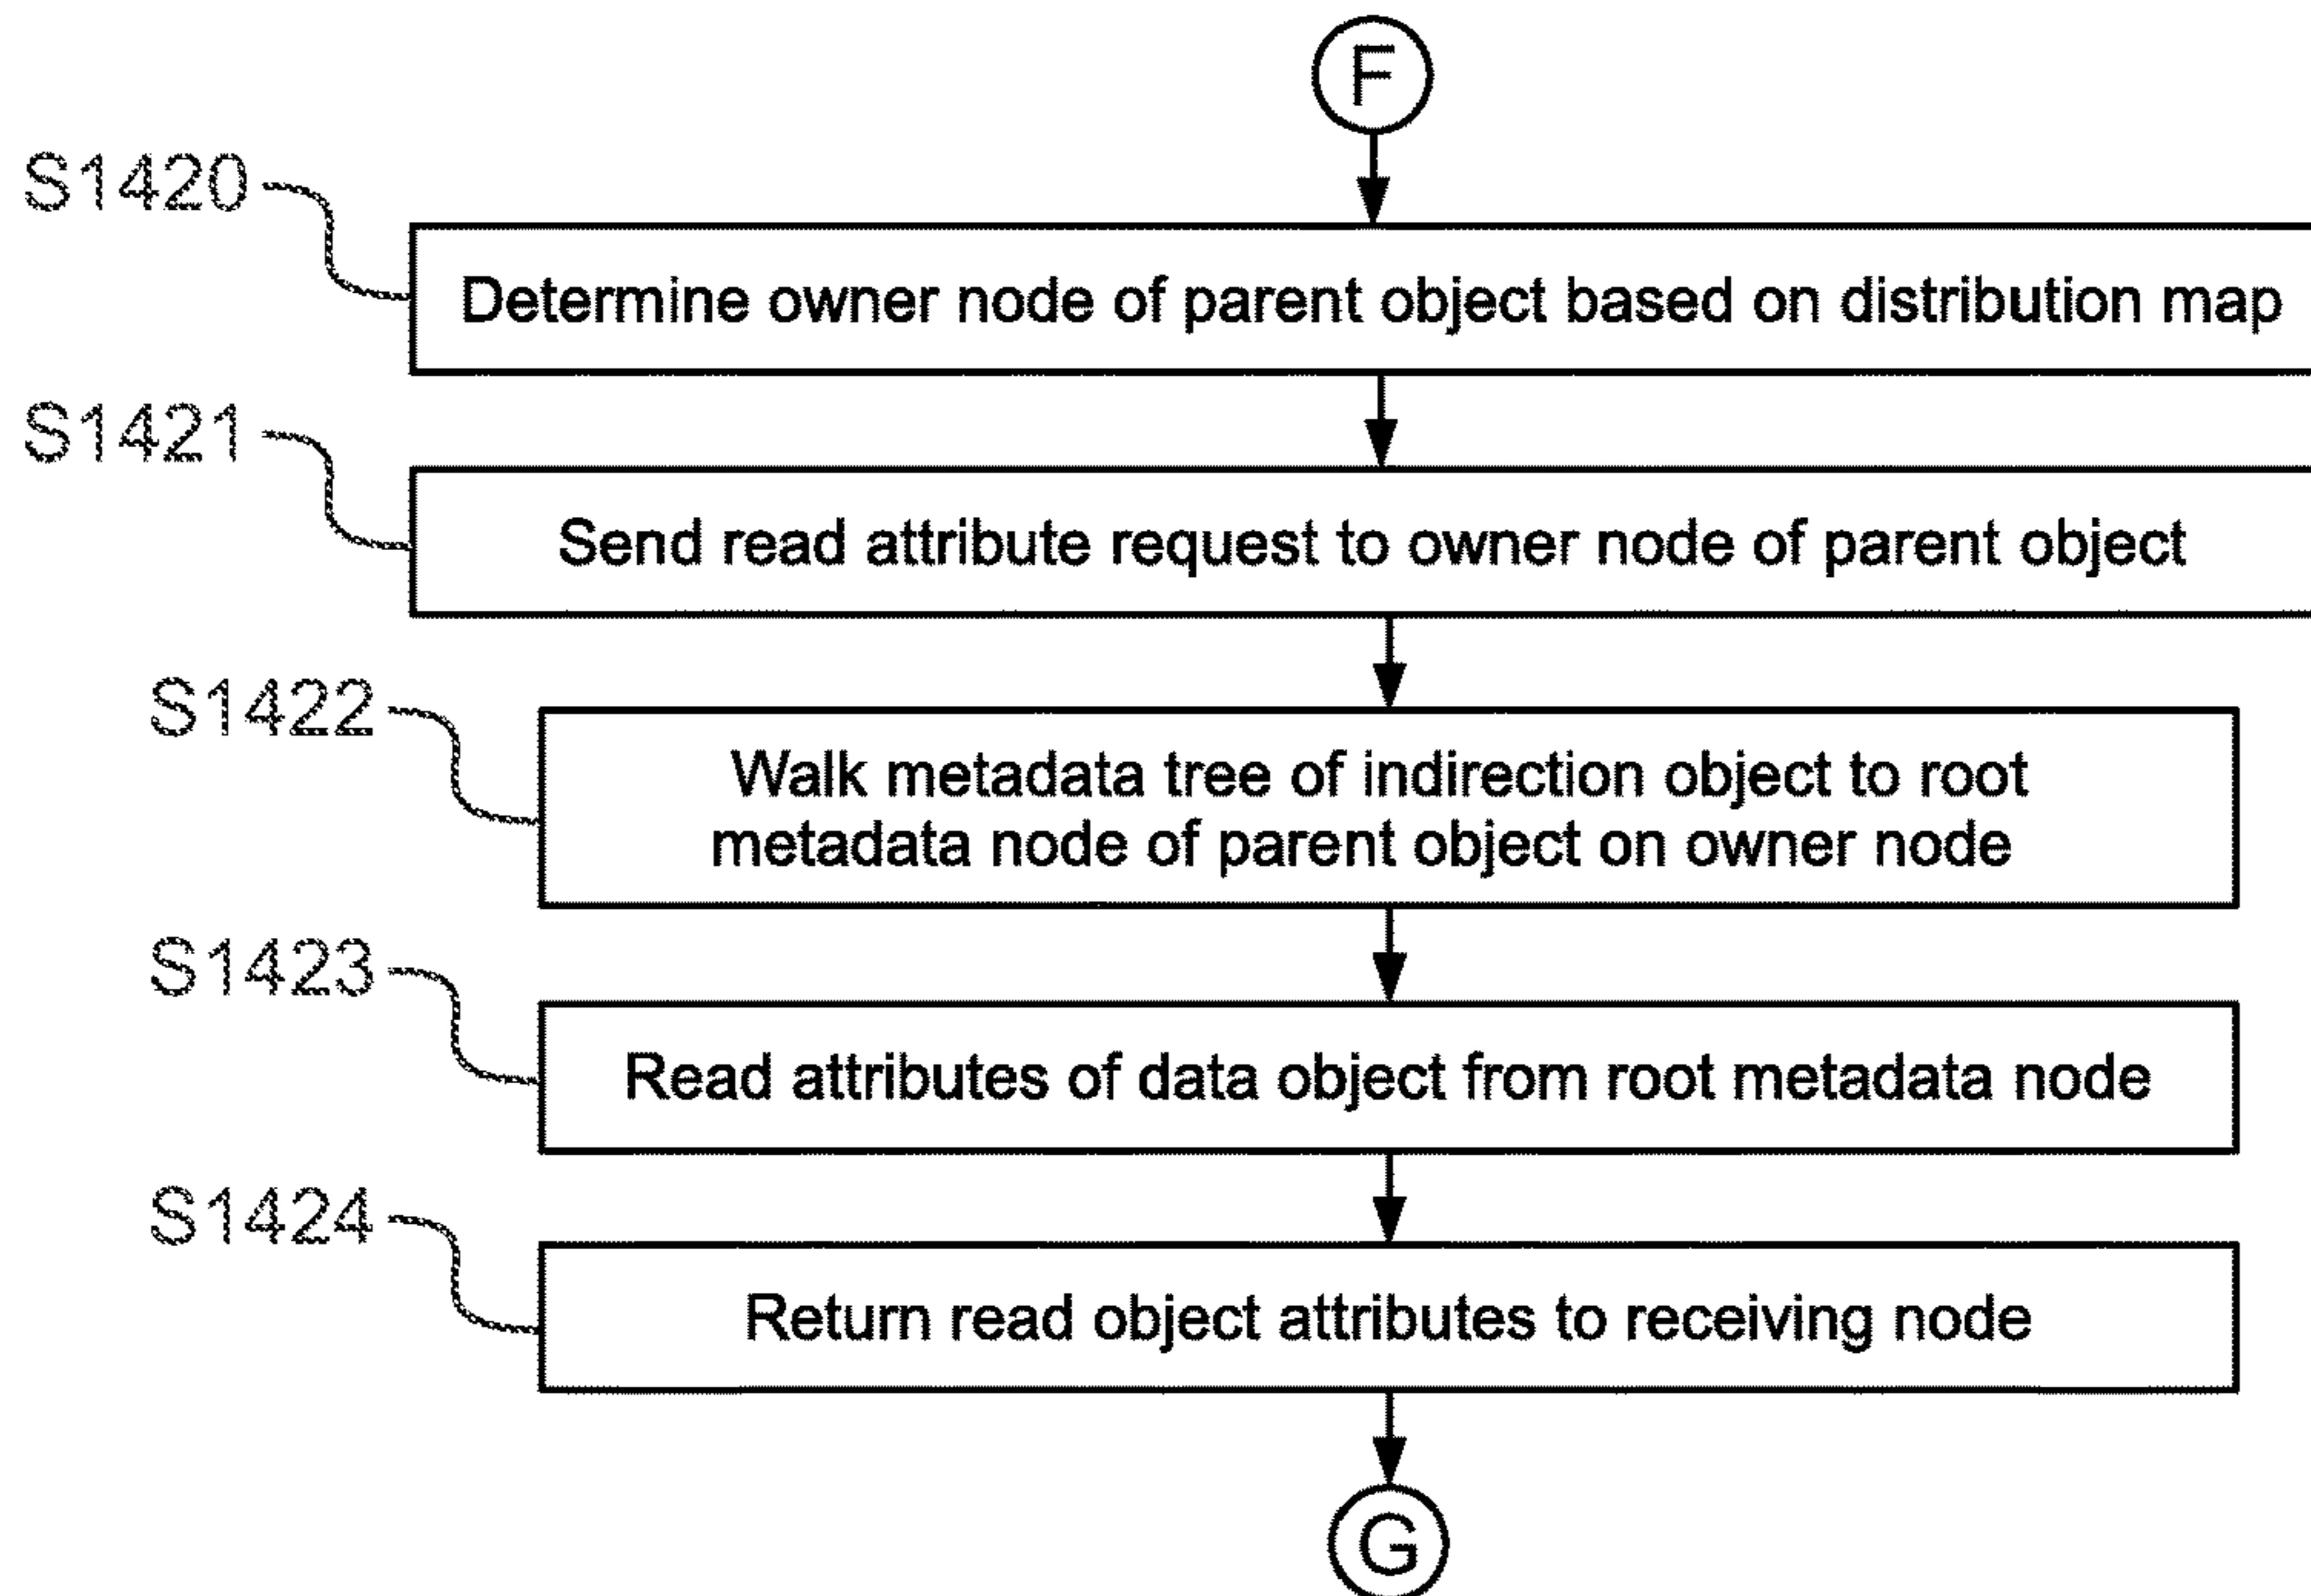 F
S1420
Determine owner node of parent object based on distribution map
S1421
Send read attribute request to owner node of parent object
S1422
Walk metadata tree of indirection object to root
metadata node of parent object on owner node
S1423
Read attributes of data object from root metadata node
S1424
Return read object attributes to receiving node
G